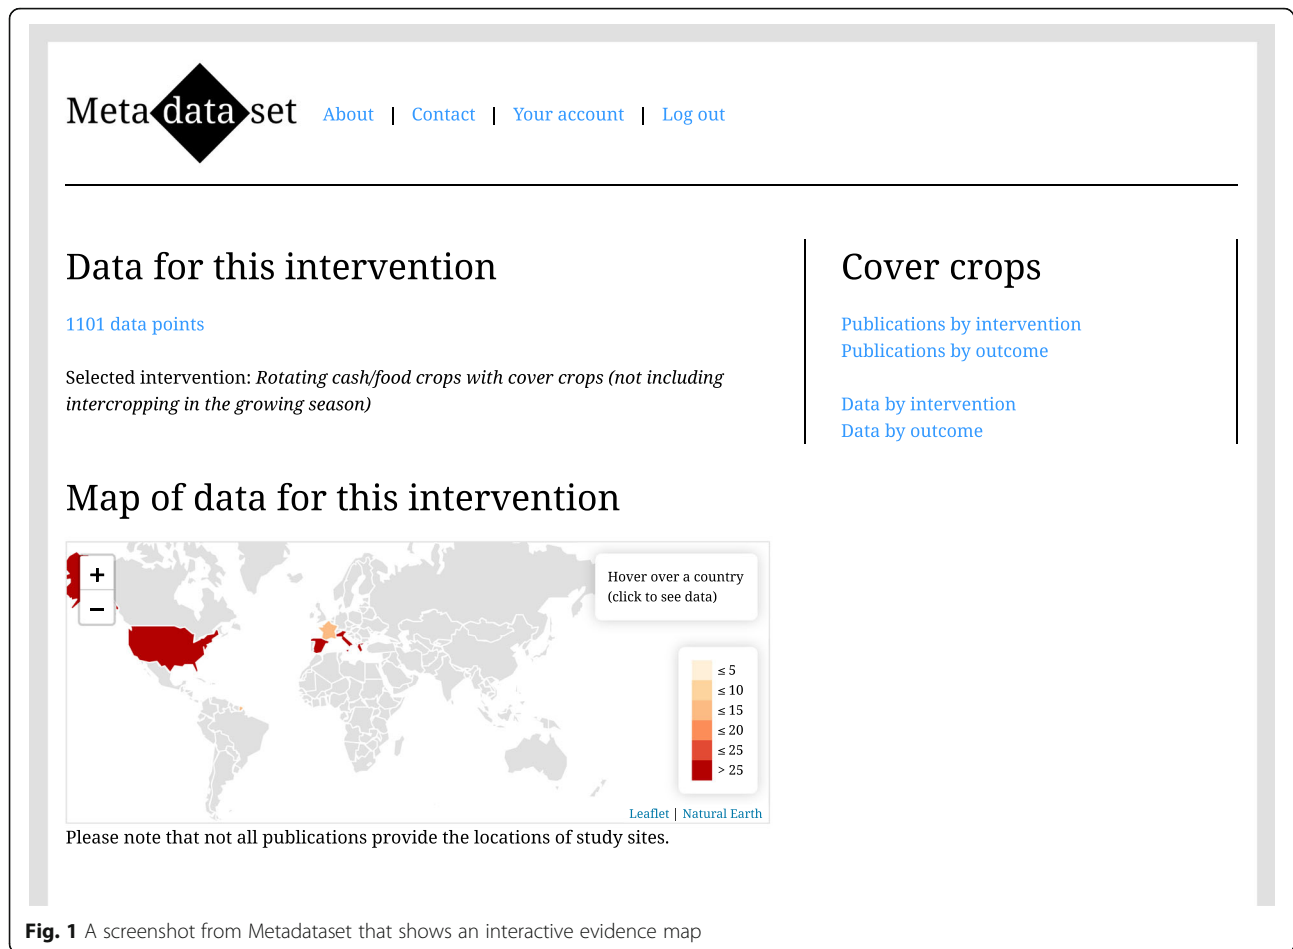 Metadataset
About | Contact | Your account | Log out
Data for this intervention
1101 data points
Selected intervention: Rotating cash/food crops with cover crops (not including
intercropping in the growing season)
Cover crops
Publications by intervention
Publications by outcome
Data by intervention
Data by outcome
Map of data for this intervention
+
−
Hover over a country
(click to see data)
≤ 5
≤ 10
≤ 15
≤ 20
≤ 25
> 25
Leaflet | Natural Earth
Please note that not all publications provide the locations of study sites.
Fig. 1 A screenshot from Metadataset that shows an interactive evidence map